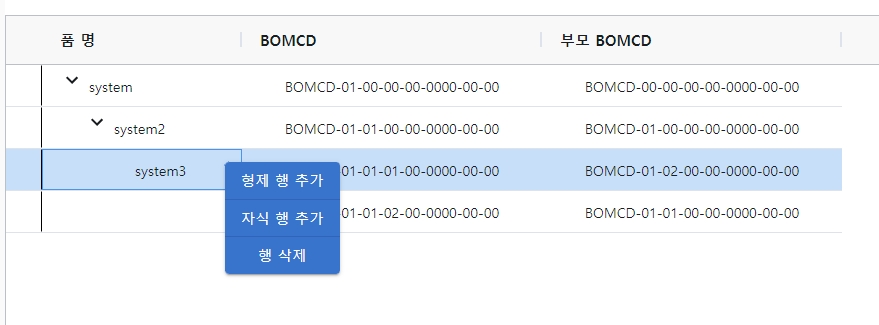 품 명 BOMCD 부모 BOMCD
system BOMCD-01-00-00-00-0000-00-00 BOMCD-00-00-00-00-0000-00-00
system2 BOMCD-01-01-00-00-0000-00-00 BOMCD-01-00-00-00-0000-00-00
system3 -01-01-01-00-0000-00-00 BOMCD-01-02-00-00-0000-00-00
형제 행 추가
자식 행 추가 -01-01-02-00-0000-00-00 BOMCD-01-01-00-00-0000-00-00
행 삭제